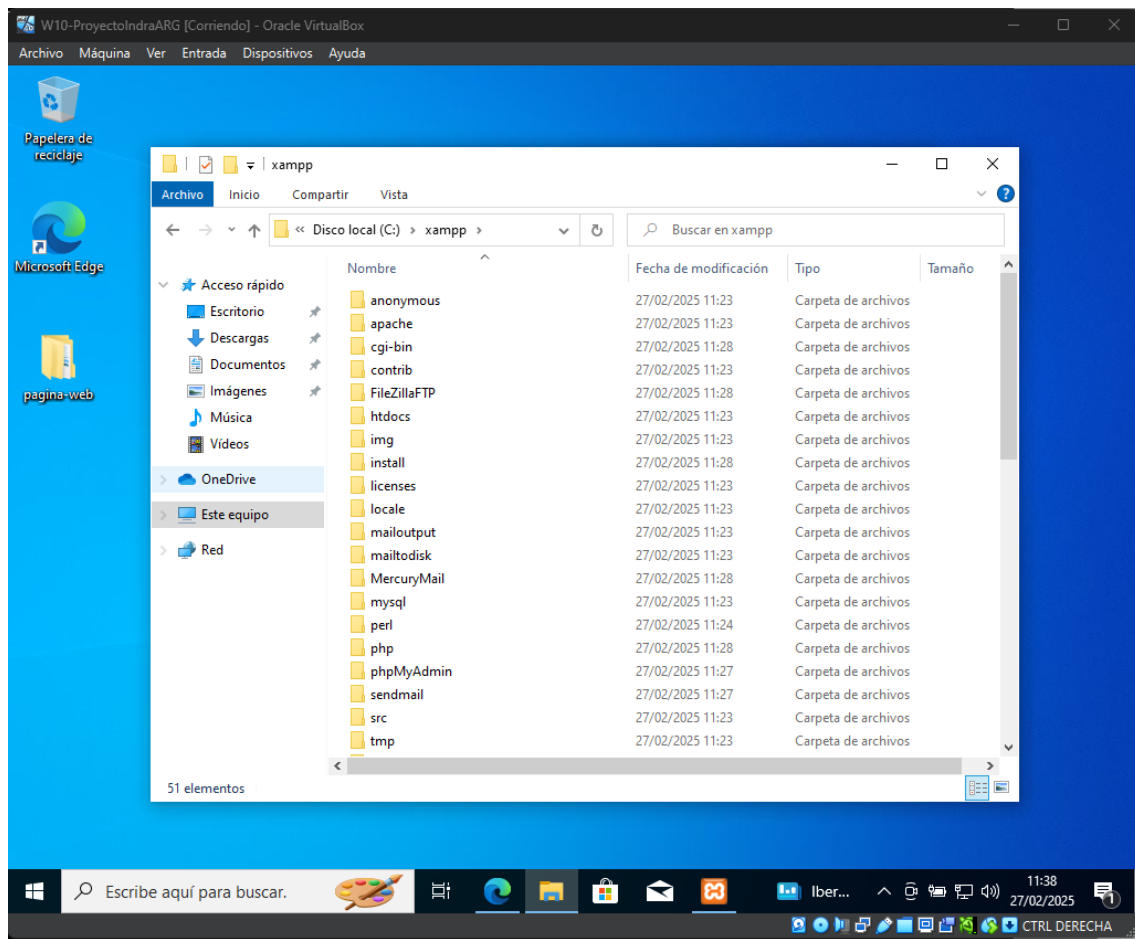 W10-ProyectoIndraARG [Corriendo] - Oracle VirtualBox
Archivo Máquina Ver Entrada Dispositivos Ayuda
Papelera de
reciclaje
Microsoft Edge
pagina-web
xampp
Archivo Inicio Compartir Vista
« Disco local (C:) › xampp › Buscar en xampp
Nombre Fecha de modificación Tipo Tamaño
Acceso rápido
Escritorio
Descargas
Documentos
Imágenes
Música
Vídeos
OneDrive
Este equipo
Red
anonymous 27/02/2025 11:23 Carpeta de archivos
apache 27/02/2025 11:23 Carpeta de archivos
cgi-bin 27/02/2025 11:28 Carpeta de archivos
contrib 27/02/2025 11:23 Carpeta de archivos
FileZillaFTP 27/02/2025 11:28 Carpeta de archivos
htdocs 27/02/2025 11:23 Carpeta de archivos
img 27/02/2025 11:23 Carpeta de archivos
install 27/02/2025 11:28 Carpeta de archivos
licenses 27/02/2025 11:23 Carpeta de archivos
locale 27/02/2025 11:23 Carpeta de archivos
mailoutput 27/02/2025 11:23 Carpeta de archivos
mailtodisk 27/02/2025 11:23 Carpeta de archivos
MercuryMail 27/02/2025 11:28 Carpeta de archivos
mysql 27/02/2025 11:23 Carpeta de archivos
perl 27/02/2025 11:24 Carpeta de archivos
php 27/02/2025 11:28 Carpeta de archivos
phpMyAdmin 27/02/2025 11:27 Carpeta de archivos
sendmail 27/02/2025 11:27 Carpeta de archivos
src 27/02/2025 11:23 Carpeta de archivos
tmp 27/02/2025 11:23 Carpeta de archivos
51 elementos
Escribe aquí para buscar.
Iber...
11:38
27/02/2025
1
CTRL DERECHA